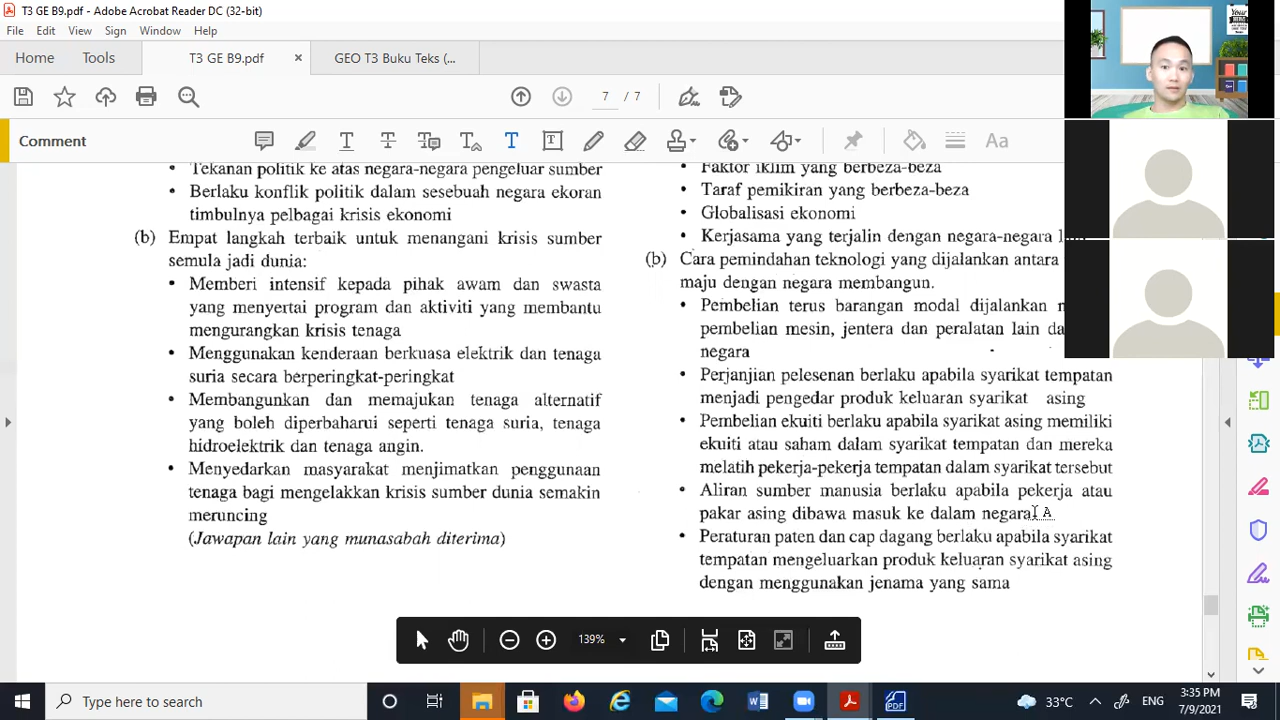 T3 GE B9.pdf - Adobe Acrobat Reader DC (32-bit)
File Edit View Sign Window Help
Home Tools T3 GE B9.pdf × GEO T3 Buku Teks (...
7 / 7
Comment
Aa
• Tekanan politik ke atas negara-negara pengeluar sumber
• Berlaku konflik politik dalam sesebuah negara ekoran
timbulnya pelbagai krisis ekonomi
(b) Empat langkah terbaik untuk menangani krisis sumber
semula jadi dunia:
• Memberi intensif kepada pihak awam dan swasta
yang menyertai program dan aktiviti yang membantu
mengurangkan krisis tenaga
• Menggunakan kenderaan berkuasa elektrik dan tenaga
suria secara berperingkat-peringkat
• Membangunkan dan memajukan tenaga alternatif
yang boleh diperbaharui seperti tenaga suria, tenaga
hidroelektrik dan tenaga angin.
• Menyedarkan masyarakat menjimatkan penggunaan
tenaga bagi mengelakkan krisis sumber dunia semakin
meruncing
(Jawapan lain yang munasabah diterima)
• Faktor iklim yang berbeza-beza
• Taraf pemikiran yang berbeza-beza
• Globalisasi ekonomi
• Kerjasama yang terjalin dengan negara-negara
(b) Cara pemindahan teknologi yang dijalankan antara
maju dengan negara membangun.
• Pembelian terus barangan modal dijalankan
pembelian mesin, jentera dan peralatan lain
negara
• Perjanjian pelesenan berlaku apabila syarikat tempatan
menjadi pengedar produk keluaran syarikat asing
• Pembelian ekuiti berlaku apabila syarikat asing memiliki
ekuiti atau saham dalam syarikat tempatan dan mereka
melatih pekerja-pekerja tempatan dalam syarikat tersebut
• Aliran sumber manusia berlaku apabila pekerja atau
pakar asing dibawa masuk ke dalam negara
• Peraturan paten dan cap dagang berlaku apabila syarikat
tempatan mengeluarkan produk keluaran syarikat asing
dengan menggunakan jenama yang sama
139%
Type here to search
33°C ENG
3:35 PM
7/9/2021